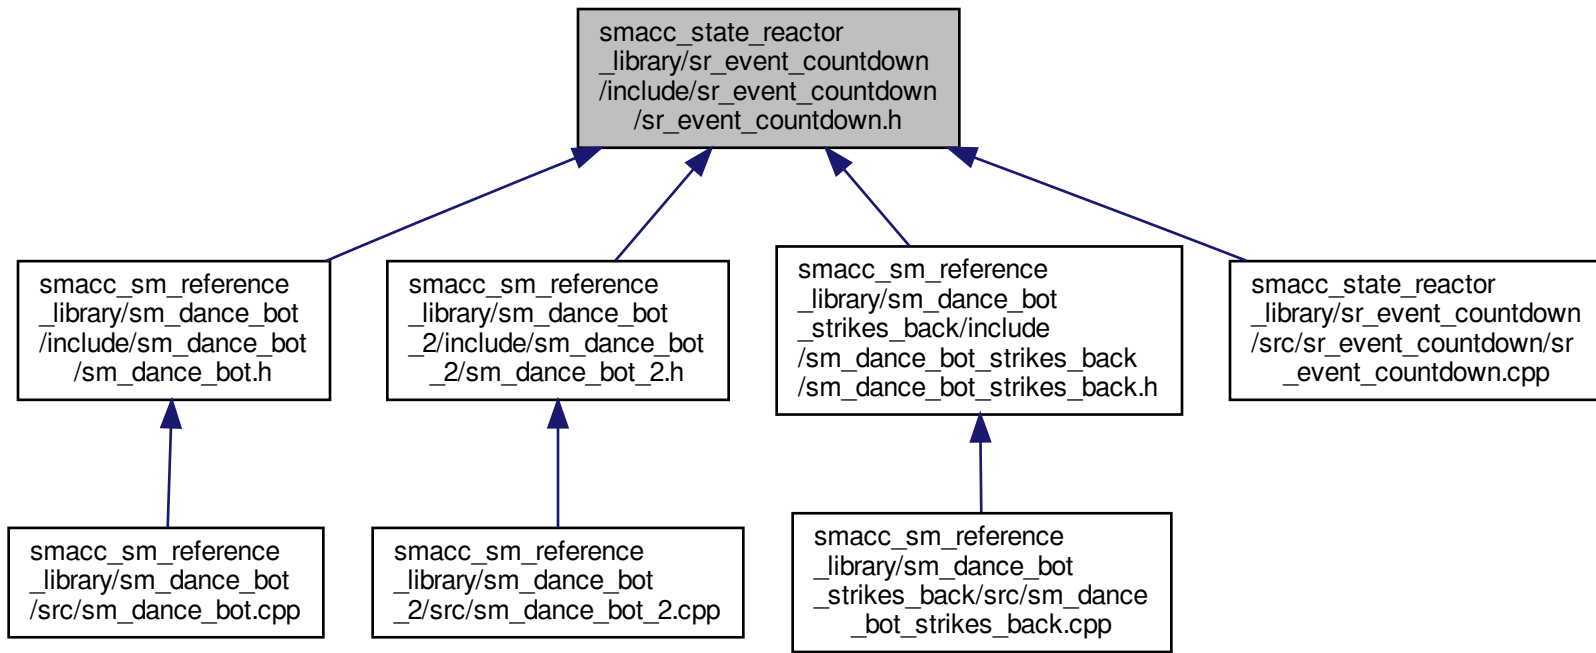 smacc_state_reactor
_library/sr_event_countdown
/include/sr_event_countdown
/sr_event_countdown.h
smacc_sm_reference
_library/sm_dance_bot
/include/sm_dance_bot
/sm_dance_bot.h
smacc_sm_reference
_library/sm_dance_bot
_2/include/sm_dance_bot
_2/sm_dance_bot_2.h
smacc_sm_reference
_library/sm_dance_bot
_strikes_back/include
/sm_dance_bot_strikes_back
/sm_dance_bot_strikes_back.h
smacc_state_reactor
_library/sr_event_countdown
/src/sr_event_countdown/sr
_event_countdown.cpp
smacc_sm_reference
_library/sm_dance_bot
/src/sm_dance_bot.cpp
smacc_sm_reference
_library/sm_dance_bot
_2/src/sm_dance_bot_2.cpp
smacc_sm_reference
_library/sm_dance_bot
_strikes_back/src/sm_dance
_bot_strikes_back.cpp